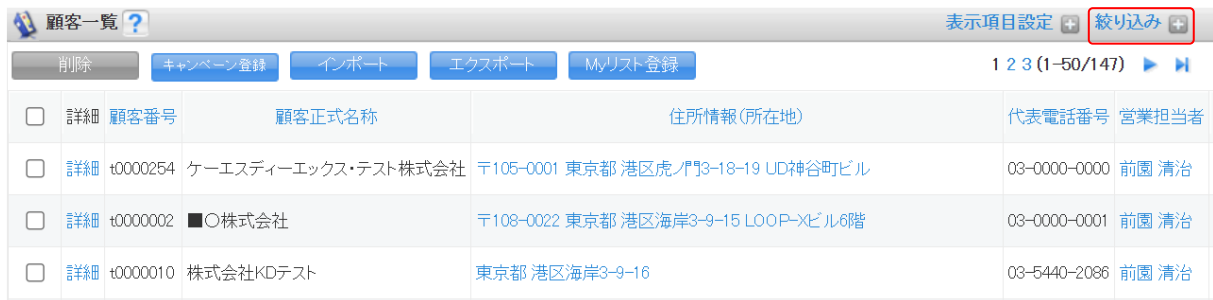 顧客一覧 ? 表示項目設定 + 絞り込み +
削除 キャンペーン登録 インポート エクスポート Myリスト登録 1 2 3 (1-50/147)
詳細 顧客番号 顧客正式名称 住所情報(所在地) 代表電話番号 営業担当者
詳細 t0000254 ケーエスディーエックス・テスト株式会社 〒105-0001 東京都 港区虎ノ門3-18-19 UD神谷町ビル 03-0000-0000 前園 清治
詳細 t0000002 ■〇株式会社 〒108-0022 東京都 港区海岸3-9-15 LOOP-Xビル6階 03-0000-0001 前園 清治
詳細 t0000010 株式会社KDテスト 東京都 港区海岸3-9-16 03-5440-2086 前園 清治